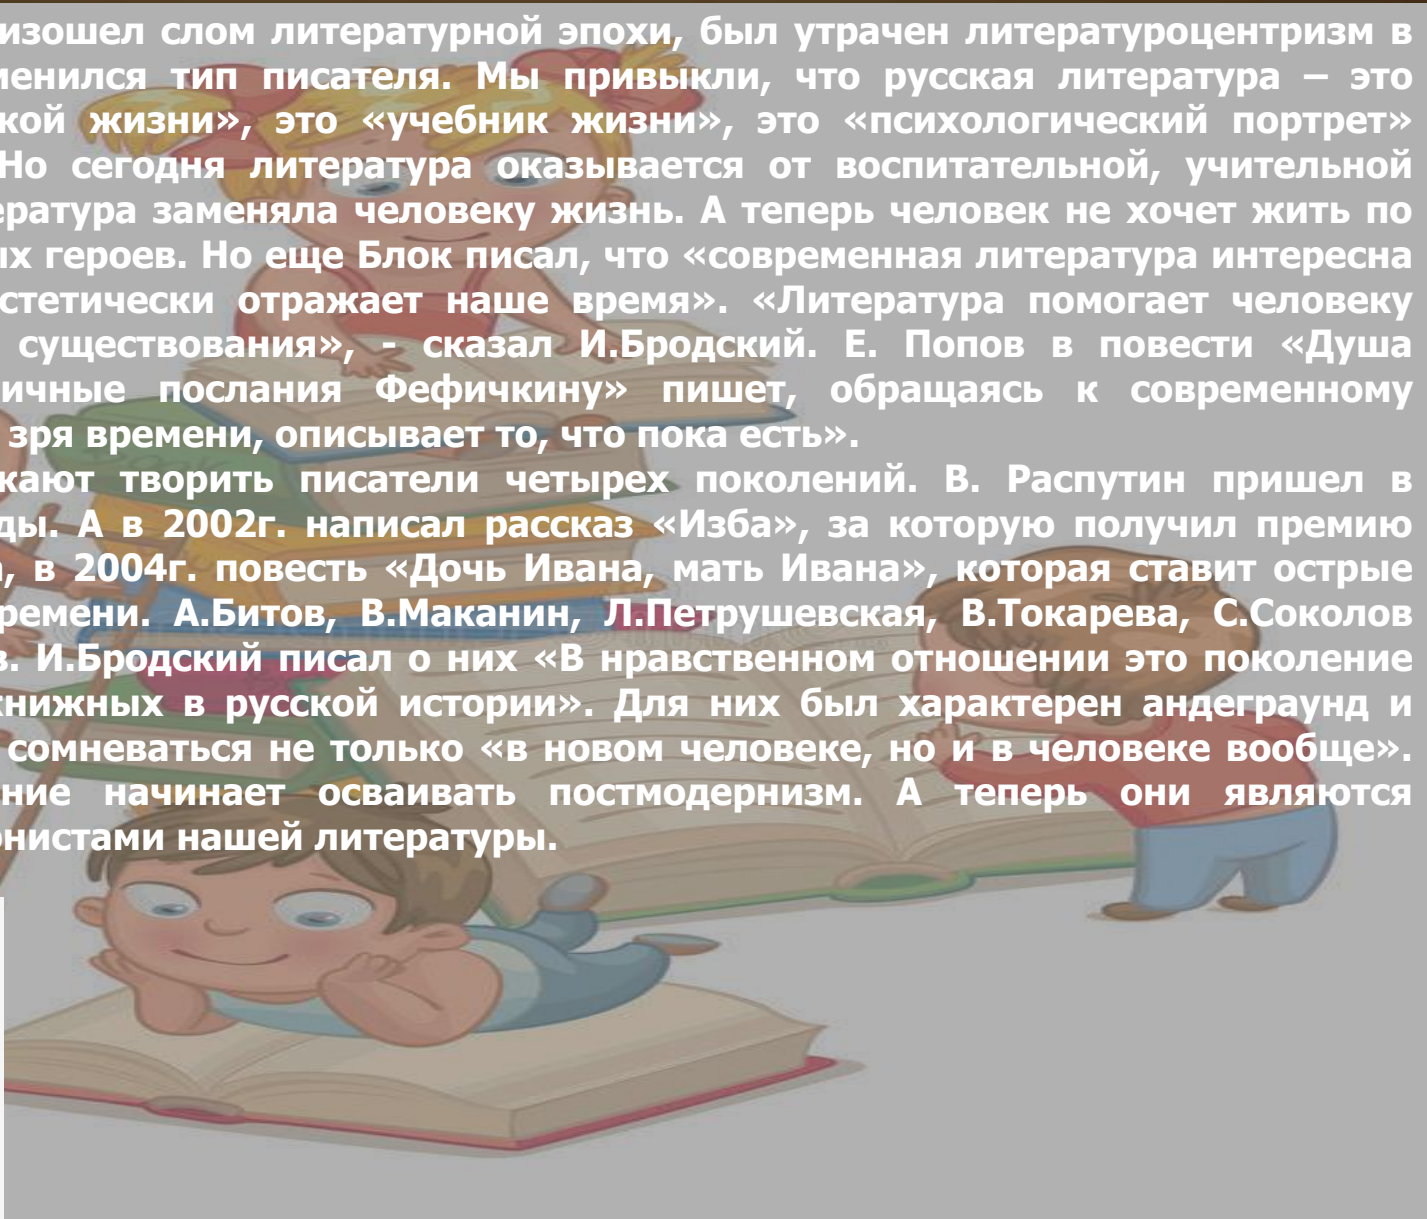 изошел слом литературной эпохи, был утрачен литературоцентризм в
менился тип писателя. Мы привыкли, что русская литература – это
кой жизни», это «учебник жизни», это «психологический портрет»
Но сегодня литература оказывается от воспитательной, учительной
ература заменяла человеку жизнь. А теперь человек не хочет жить по
ых героев. Но еще Блок писал, что «современная литература интересна
стетически отражает наше время». «Литература помогает человеку
существования», - сказал И.Бродский. Е. Попов в повести «Душа
ичные послания Фефичкину» пишет, обращаясь к современному
зря времени, описывает то, что пока есть».
кают творить писатели четырех поколений. В. Распутин пришел в
ды. А в 2002г. написал рассказ «Изба», за которую получил премию
а, в 2004г. повесть «Дочь Ивана, мать Ивана», которая ставит острые
ремени. А.Битов, В.Маканин, Л.Петрушевская, В.Токарева, С.Соколов
в. И.Бродский писал о них «В нравственном отношении это поколение
книжных в русской истории». Для них был характерен андеграунд и
сомневаться не только «в новом человеке, но и в человеке вообще».
ние начинает осваивать постмодернизм. А теперь они являются
рнистами нашей литературы.